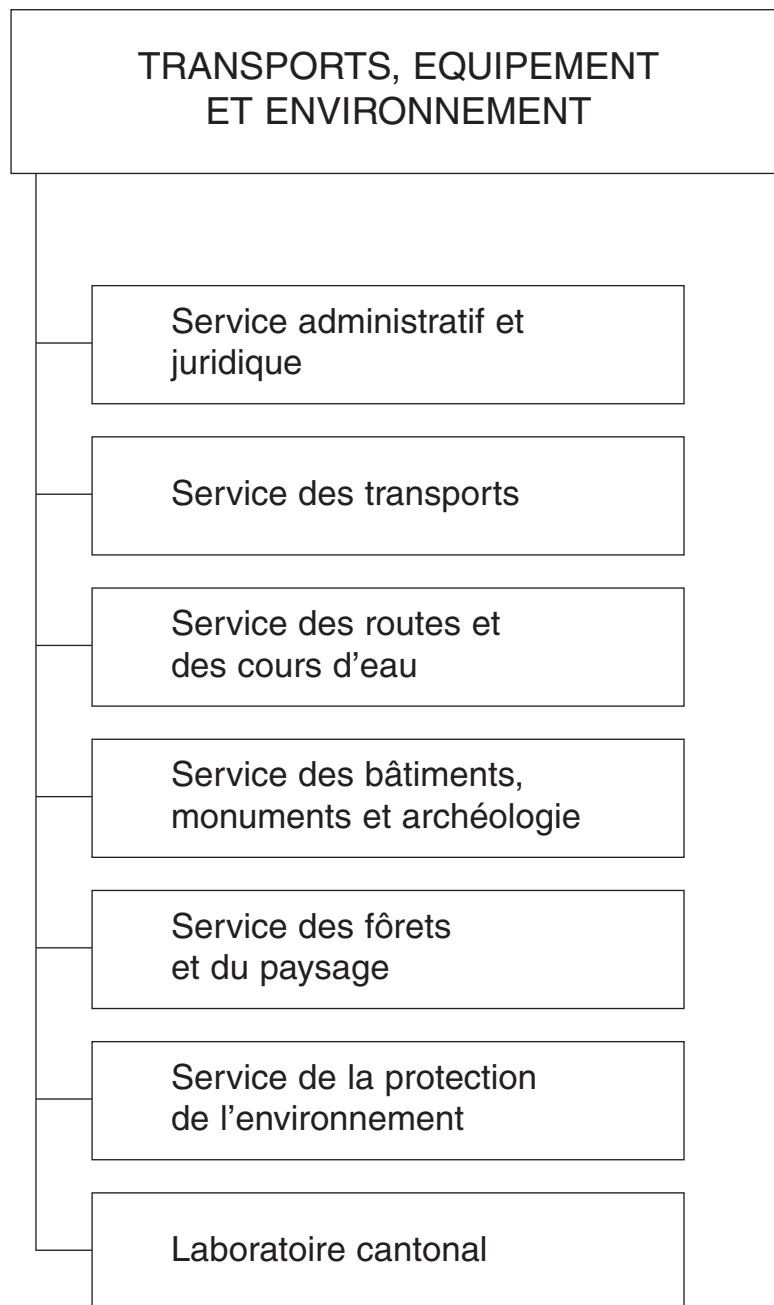 TRANSPORTS, EQUIPEMENT
ET ENVIRONNEMENT
Service administratif et
juridique
Service des transports
Service des routes et
des cours d’eau
Service des bâtiments,
monuments et archéologie
Service des fôrets
et du paysage
Service de la protection
de l’environnement
Laboratoire cantonal